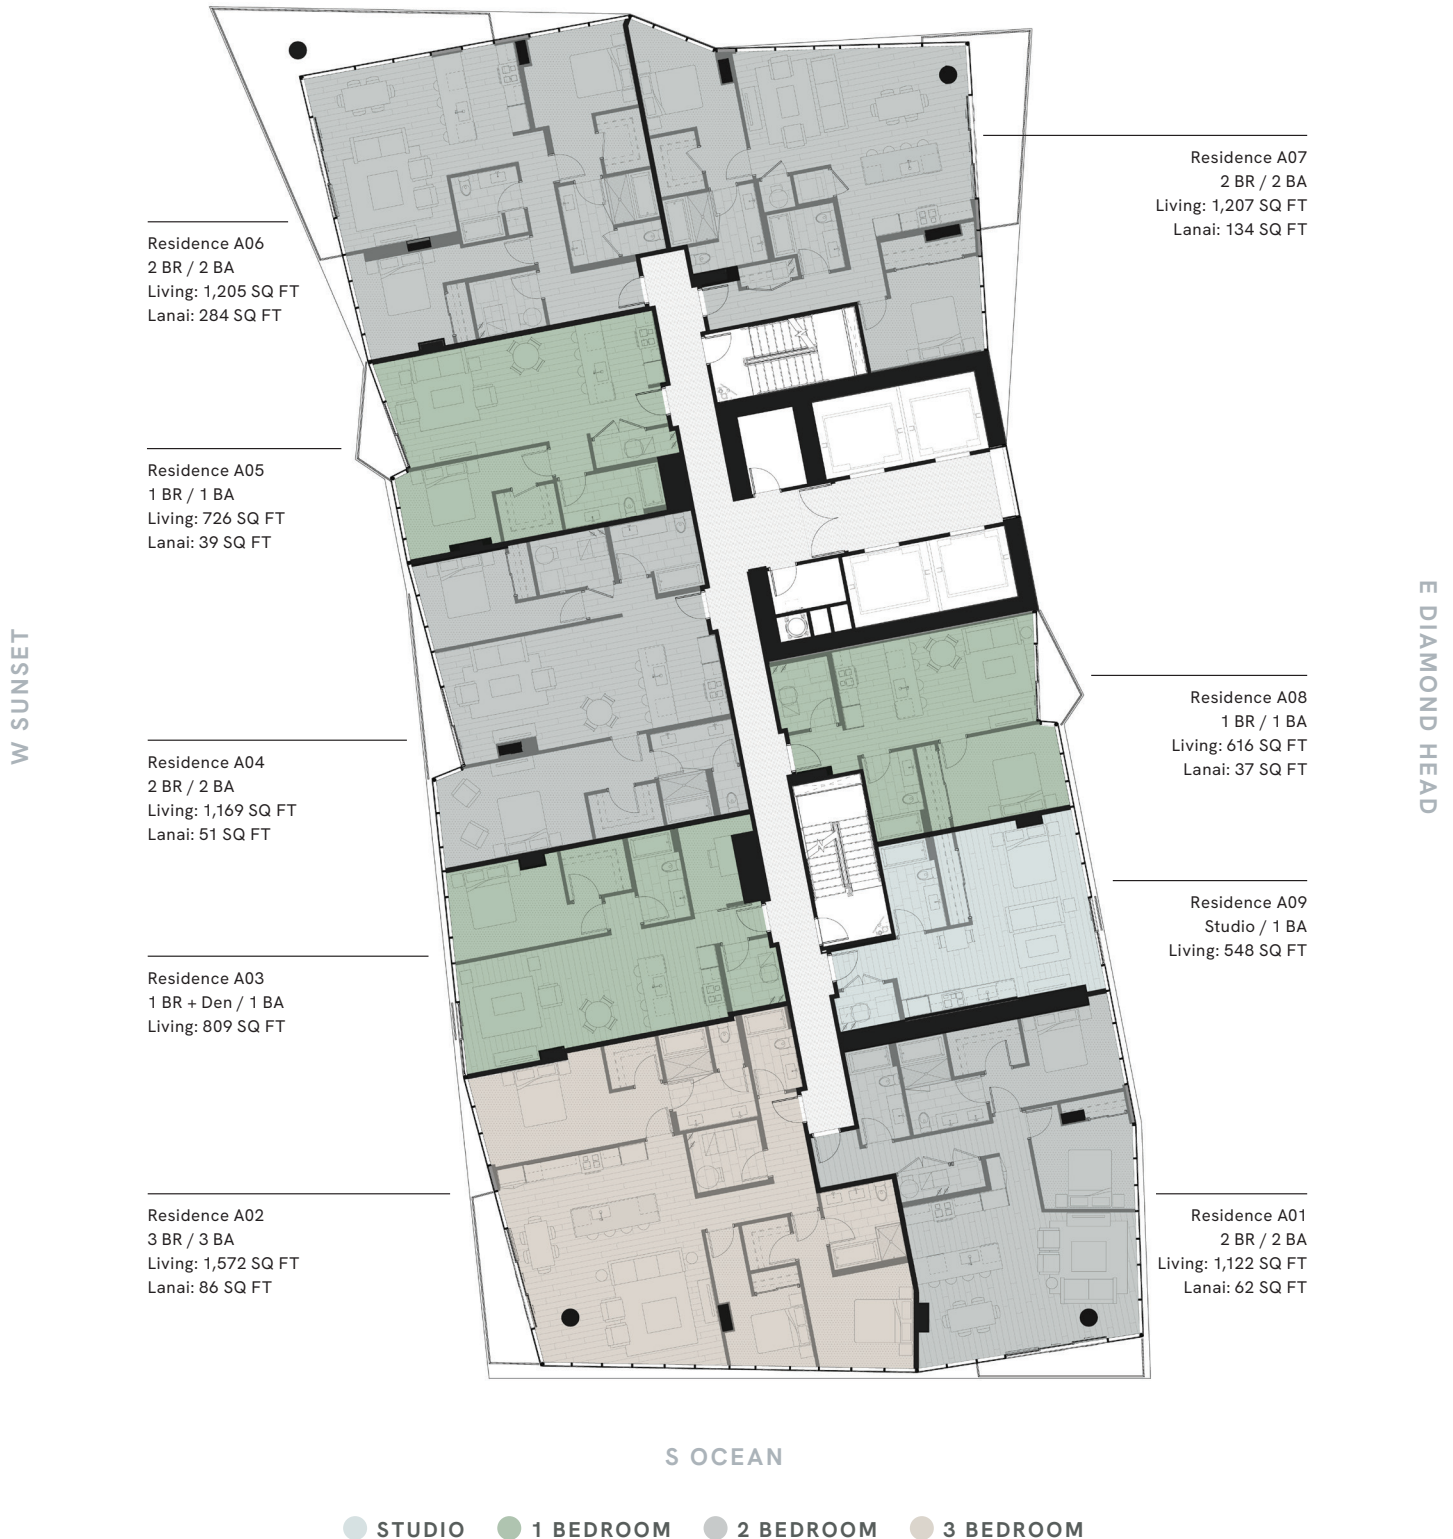 Residence A07
2 BR / 2 BA
Living: 1,207 SQ FT
Lanai: 134 SQ FT
Residence A06
2 BR / 2 BA
Living: 1,205 SQ FT
Lanai: 284 SQ FT
Residence A05
1 BR / 1 BA
Living: 726 SQ FT
Lanai: 39 SQ FT
W SUNSET
E DIAMOND HEAD
Residence A08
1 BR / 1 BA
Living: 616 SQ FT
Lanai: 37 SQ FT
Residence A04
2 BR / 2 BA
Living: 1,169 SQ FT
Lanai: 51 SQ FT
Residence A09
Studio / 1 BA
Living: 548 SQ FT
Residence A03
1 BR + Den / 1 BA
Living: 809 SQ FT
Residence A02
3 BR / 3 BA
Living: 1,572 SQ FT
Lanai: 86 SQ FT
Residence A01
2 BR / 2 BA
Living: 1,122 SQ FT
Lanai: 62 SQ FT
S OCEAN
STUDIO 1 BEDROOM 2 BEDROOM 3 BEDROOM